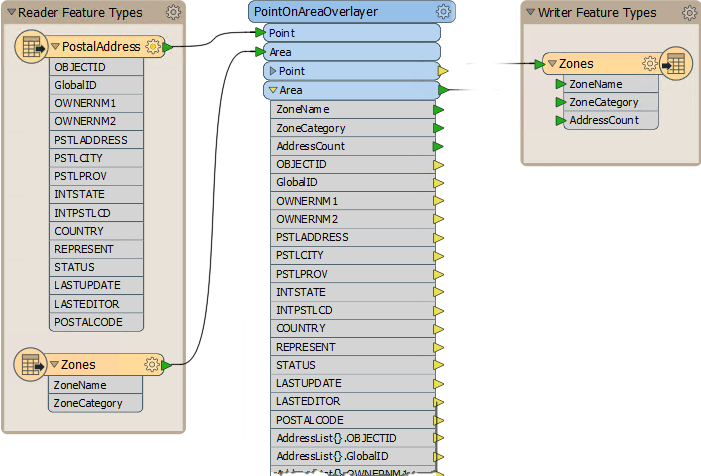 Reader Feature Types
PostalAddress
OBJECTID
GlobalID
OWNERNM1
OWNERNM2
PSTLADDRESS
PSTLCITY
PSTLPROV
INTSTATE
INTPSTLCD
COUNTRY
REPRESENT
STATUS
LASTUPDATE
LASTEDITOR
POSTALCODE
Zones
ZoneName
ZoneCategory
PointOnAreaOverlayer
Point
Area
Point
Area
ZoneName
ZoneCategory
AddressCount
OBJECTID
GlobalID
OWNERNM1
OWNERNM2
PSTLADDRESS
PSTLCITY
PSTLPROV
INTSTATE
INTPSTLCD
COUNTRY
REPRESENT
STATUS
LASTUPDATE
LASTEDITOR
POSTALCODE
AddressList{}.OBJECTID
AddressList{}.GlobalID
AddressList{}.OWNERNM1
Writer Feature Types
Zones
ZoneName
ZoneCategory
AddressCount